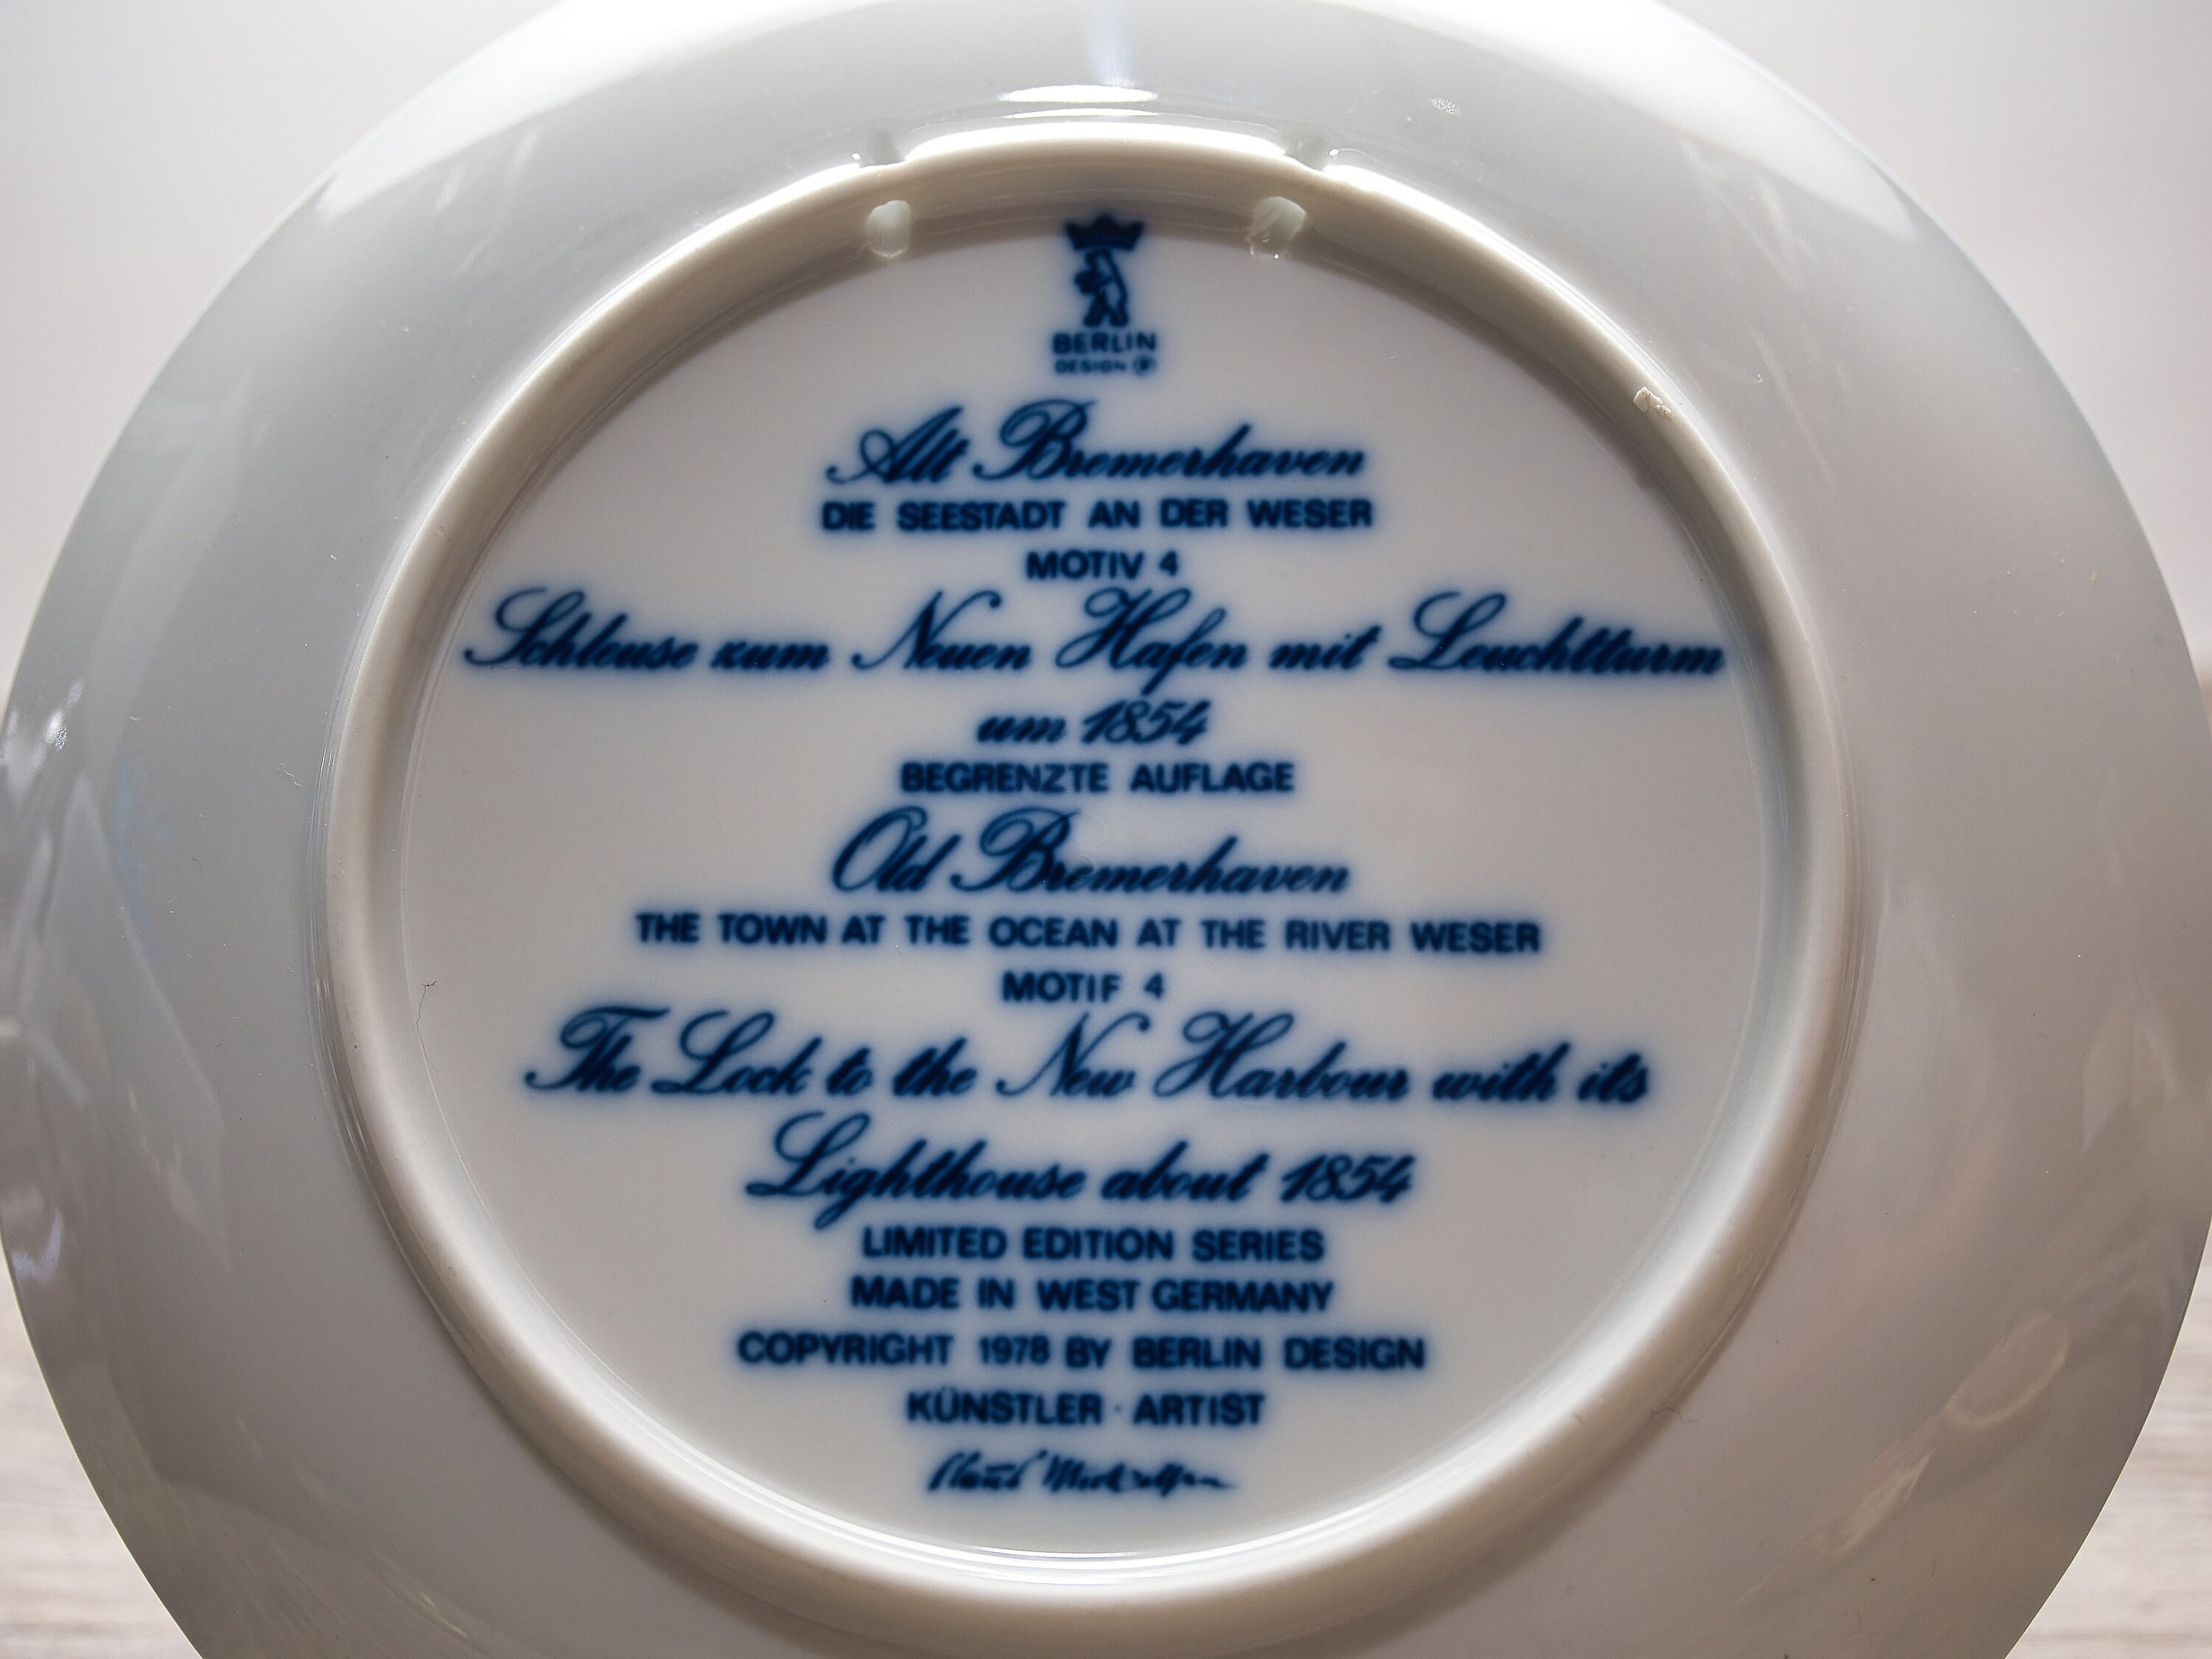 BERLIN
DESIGN
Alt Bremerhaven
DIE SEESTADT AN DER WESER
MOTIV 4
Schleuse zum Neuen Hafen mit Leuchtturm
um 1854
BEGRENZTE AUFLAGE
Old Bremerhaven
THE TOWN AT THE OCEAN AT THE RIVER WESER
MOTIF 4
The Lock to the New Harbour with its
Lighthouse about 1854
LIMITED EDITION SERIES
MADE IN WEST GERMANY
COPYRIGHT 1978 BY BERLIN DESIGN
KÜNSTLER · ARTIST